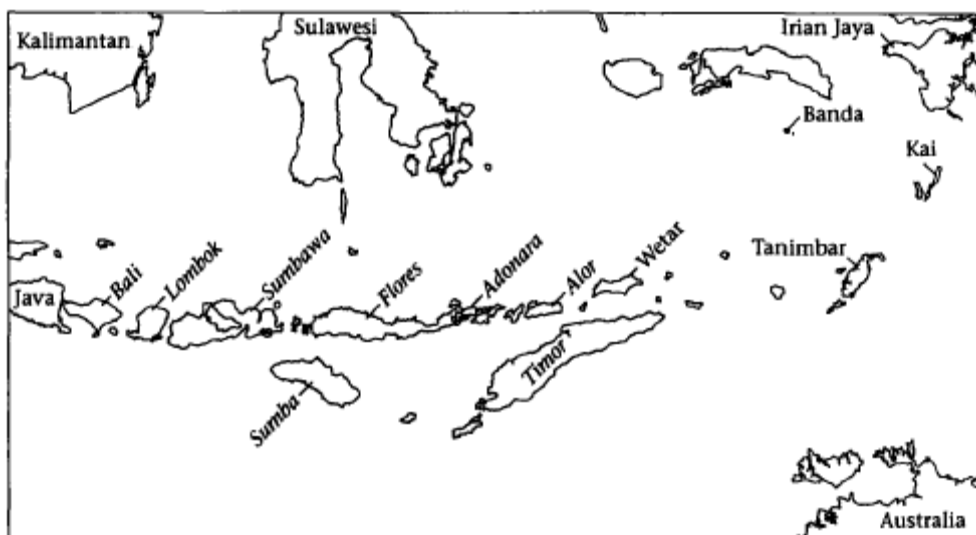 Kalimantan
Sulawesi
Irian Jaya
Banda
Kai
Java
Bali
Lombok
Sumbawa
Flores
Adonara
Alor
Wetar
Tanimbar
Timor
Sumba
Australia